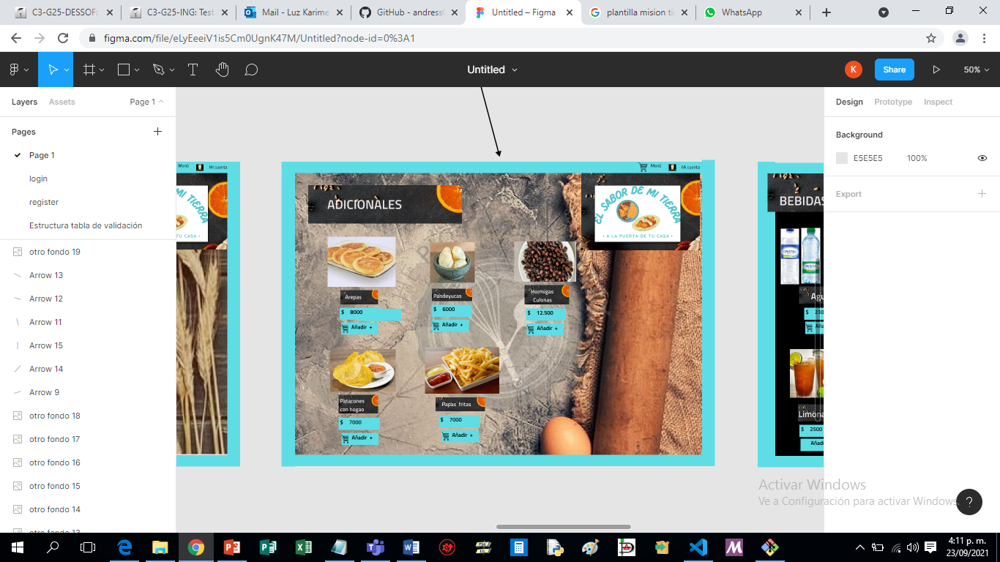 C3-G25-DESSOF:
C3-G25-ING: Test
Mail - Luz Karime
GitHub - andress
Untitled – Figma
plantilla mision ti
WhatsApp
figma.com/file/eLyEeeiV1is5Cm0UgnK47M/Untitled?node-id=0%3A1
Untitled
K
Share
50%
Layers
Assets
Page 1
Pages
Page 1
login
register
Estructura tabla de validación
otro fondo 19
Arrow 13
Arrow 12
Arrow 11
Arrow 15
Arrow 14
Arrow 9
otro fondo 18
otro fondo 17
otro fondo 16
otro fondo 15
otro fondo 14
otro fondo 13
Menú
Mi cuenta
MI TIERRA
TU CASA •
Menú
Mi cuenta
ADICIONALES
EL SABOR DE MI TIERRA
• A LA PUERTA DE TU CASA •
Arepas
$ 8000
Añadir +
Pandeyucas
$ 6000
Añadir +
Hormigas
Culonas
$ 12.500
Añadir +
Patacones
con hogao
$ 7000
Añadir +
Papas fritas
$ 7000
Añadir +
BEBIDAS
CRISTAL
CRISTAL
Agu
$ 230
Aña
Limona
$ 2500
Añadi
Design
Prototype
Inspect
Background
E5E5E5
100%
Export
Activar Windows
Ve a Configuración para activar Windows.
?
4:11 p. m.
23/09/2021